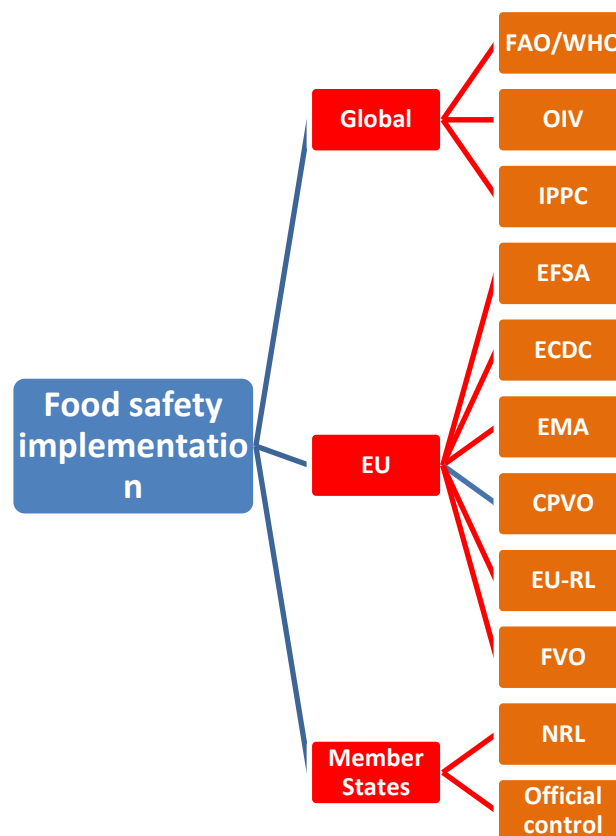 FAO/WHO
Global
OIV
IPPC
EFSA
ECDC
Food safety
implementatio
n
EMA
EU
CPVO
EU-RL
FVO
NRL
Member
States
Official
control